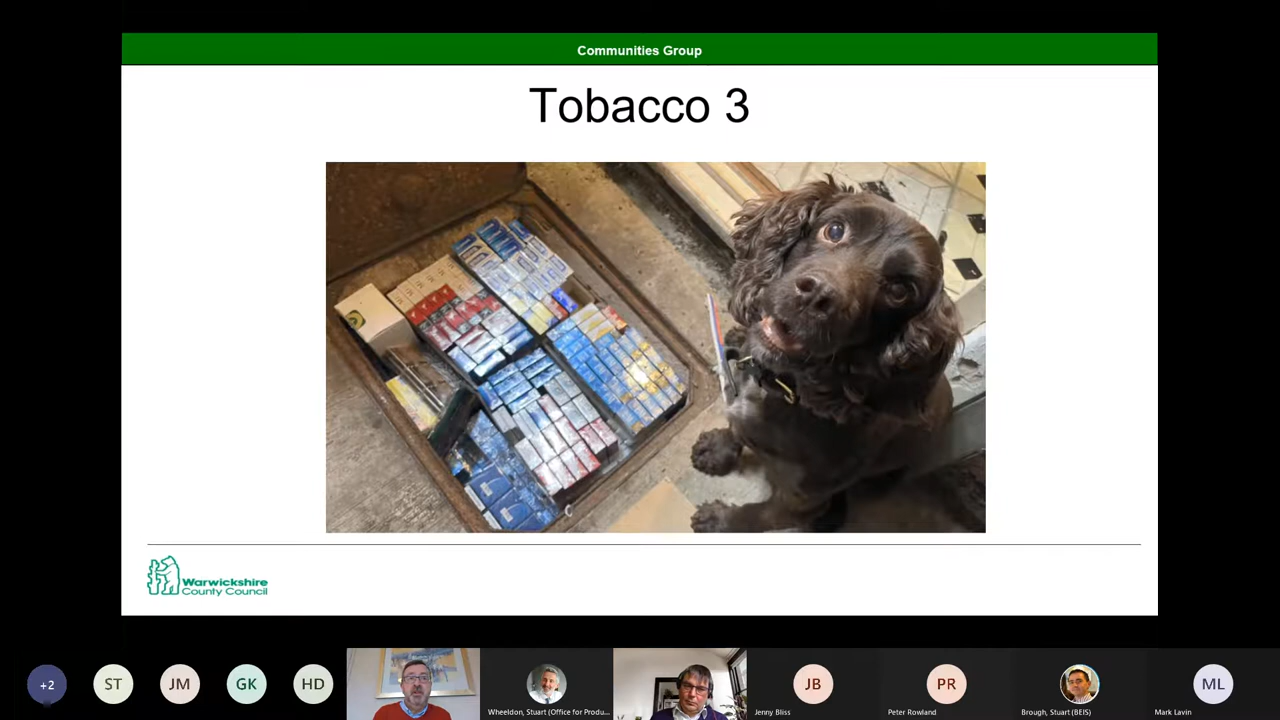 Communities Group
Tobacco 3
Warwickshire
County Council
+2
ST
JM
GK
HD
Wheeldon, Stuart (Office for Produ...
JB
Jenny Bliss
PR
Peter Rowland
Brough, Stuart (BEIS)
ML
Mark Lavin